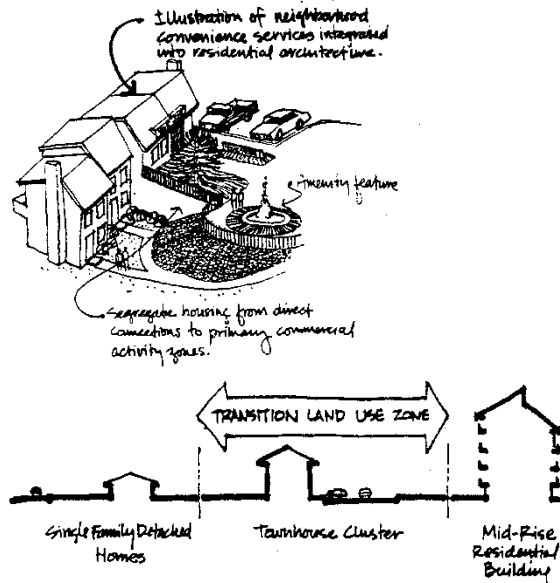 Illustration of neighborhood
convenience services integrated
into residential architecture.
Amenity feature
Segregate housing from direct
connections to primary commercial
activity zones.
TRANSITION LAND USE ZONE
Single Family Detached
Homes
Townhouse Cluster
Mid-Rise
Residential
Building